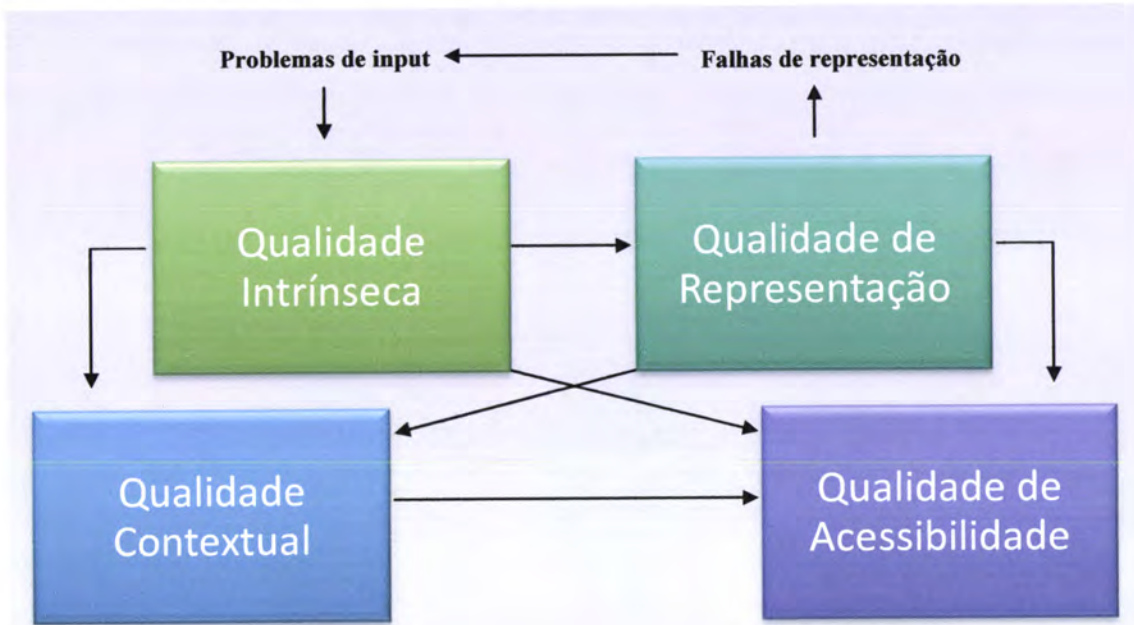 Problemas de input
Falhas de representação
Qualidade
Intrínseca
Qualidade de
Representação
Qualidade
Contextual
Qualidade de
Acessibilidade